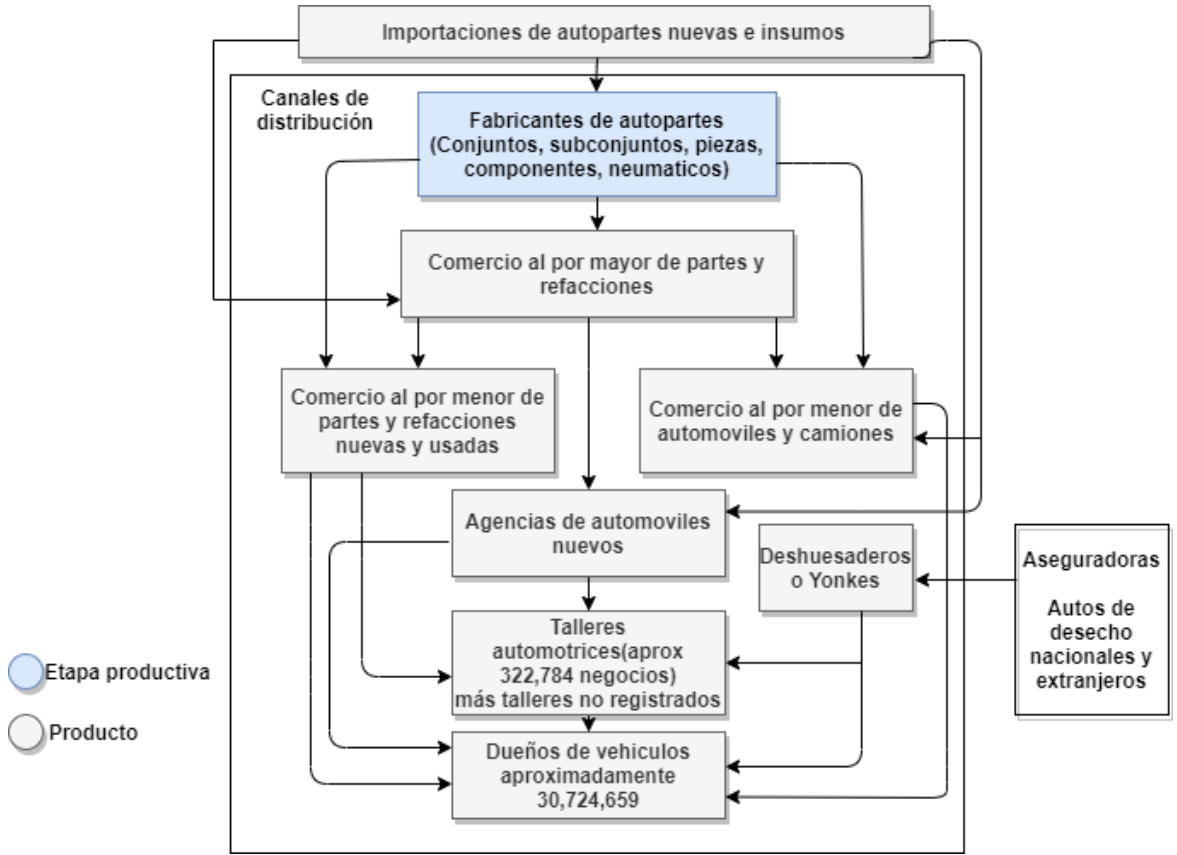 Importaciones de autopartes nuevas e insumos
Canales de
distribución
Fabricantes de autopartes
(Conjuntos, subconjuntos, piezas,
componentes, neumaticos)
Comercio al por mayor de partes y
refacciones
Comercio al por menor de
partes y refacciones
nuevas y usadas
Comercio al por menor de
automoviles y camiones
Agencias de automoviles
nuevos
Deshuesaderos
o Yonkes
Aseguradoras
Autos de
desecho
nacionales y
extranjeros
Talleres
automotrices(aprox
322,784 negocios)
más talleres no registrados
Dueños de vehiculos
aproximadamente
30,724,659
Etapa productiva
Producto